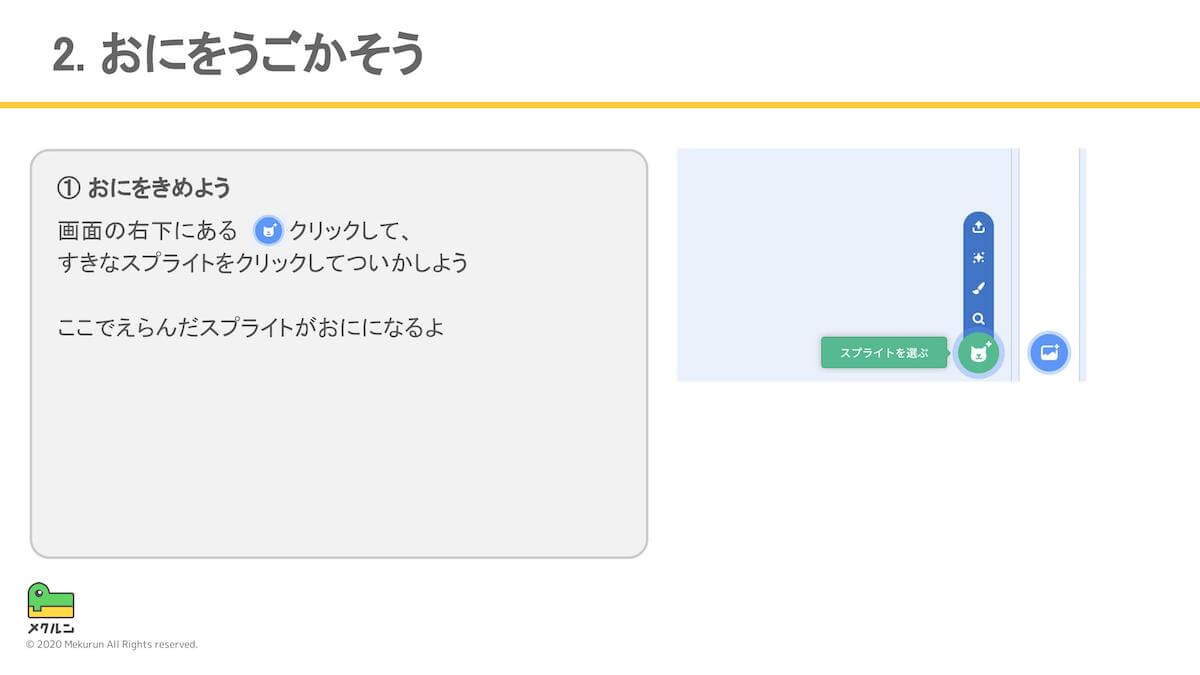 2. おにをうごかそう
① おにをきめよう
画面の右下にある クリックして、
すきなスプライトをクリックしてついかしよう
ここでえらんだスプライトがおにになるよ
スプライトを選ぶ
メクルン
© 2020 Mekurun All Rights reserved.